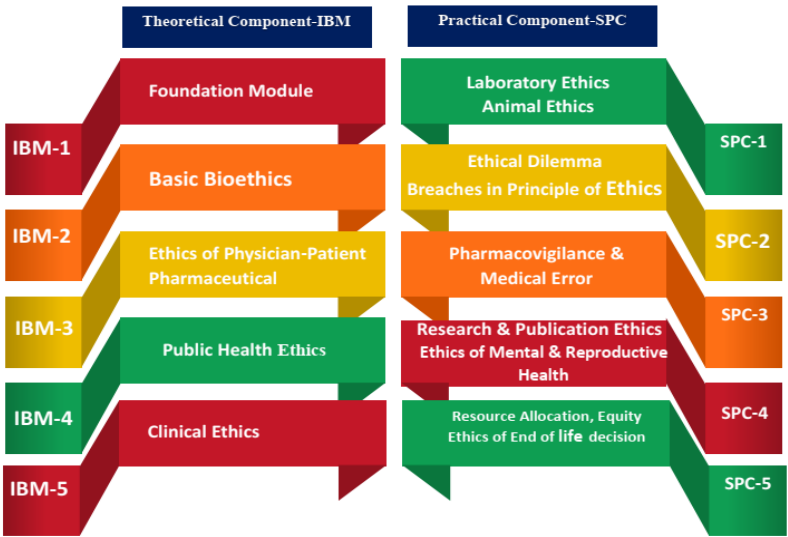 Theoretical Component-IBM
Practical Component-SPC
Foundation Module
IBM-1
Laboratory Ethics
Animal Ethics
SPC-1
Basic Bioethics
IBM-2
Ethical Dilemma
Breaches in Principle of Ethics
SPC-2
Ethics of Physician-Patient
Pharmaceutical
IBM-3
Pharmacovigilance &
Medical Error
SPC-3
Public Health Ethics
IBM-4
Research & Publication Ethics
Ethics of Mental & Reproductive
Health
SPC-4
Clinical Ethics
IBM-5
Resource Allocation, Equity
Ethics of End of life decision
SPC-5